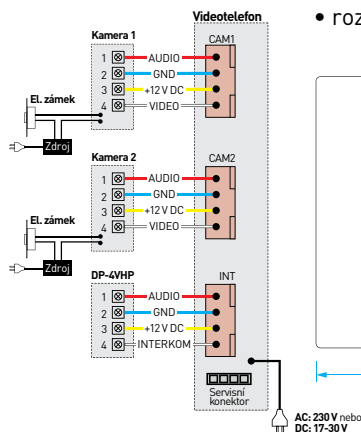 Videotelefon
• roz
Kamera 1
CAM1
1 AUDIO
2 GND
3 +12 V DC
4 VIDEO
El. zámek
Zdroj
Kamera 2
CAM2
1 AUDIO
2 GND
3 +12 V DC
4 VIDEO
El. zámek
Zdroj
DP-4VHP
INT
1 AUDIO
2 GND
3 +12 V DC
4 INTERKOM
Servisní
konektor
AC: 230 V nebo
DC: 17-30 V